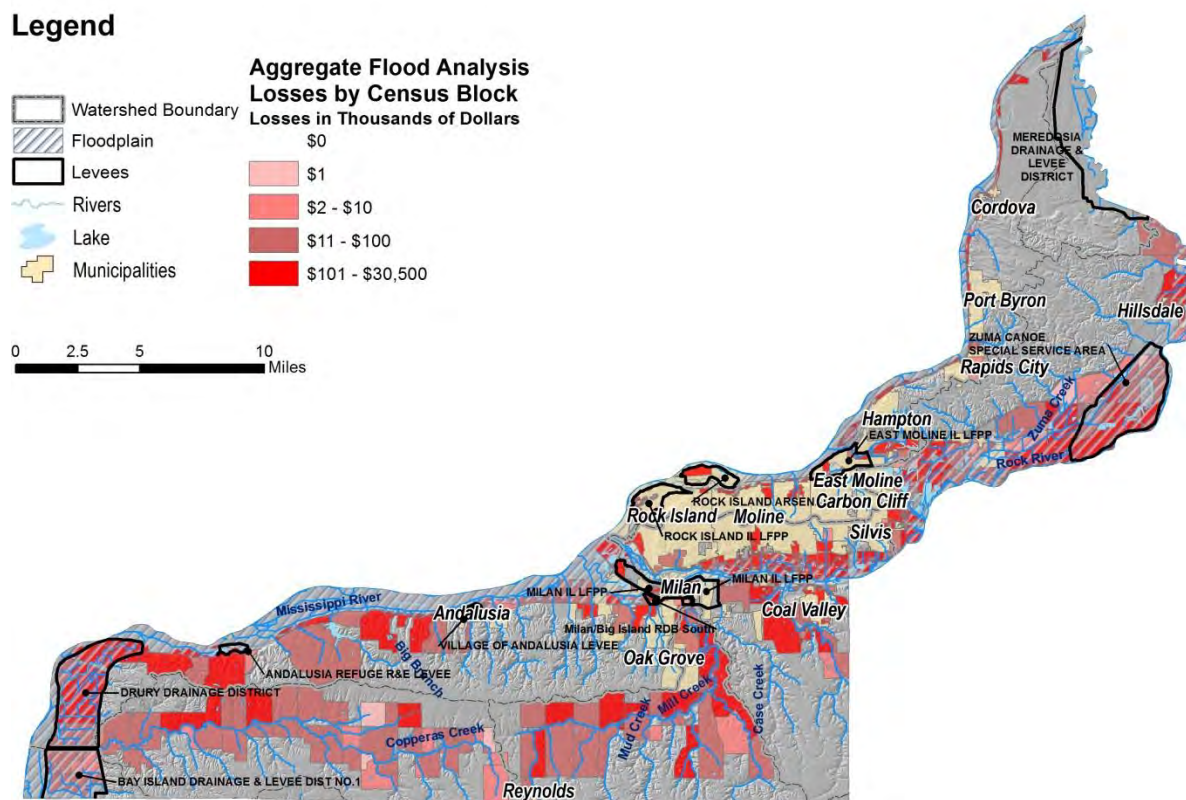 Legend
Aggregate Flood Analysis
Losses by Census Block
Losses in Thousands of Dollars
Watershed Boundary
Floodplain
Levees
Rivers
Lake
Municipalities
$0
$1
$2 - $10
$11 - $100
$101 - $30,500
0 2.5 5 10
Miles
MEREDOSIA
DRAINAGE &
LEVEE
DISTRICT
Cordova
Port Byron
Hillsdale
ZUMA CANOE
SPECIAL SERVICE AREA
Rapids City
Zuma Creek
Hampton
EAST MOLINE IL LFPP
Rock River
East Moline
Carbon Cliff
ROCK ISLAND ARSEN
Rock Island
Moline
Silvis
ROCK ISLAND IL LFPP
MILAN IL LFPP
Milan
MILAN IL LFPP
Mississippi River
Andalusia
Coal Valley
Milan/Big Island RDB South
VILLAGE OF ANDALUSIA LEVEE
Big Branch
Oak Grove
ANDALUSIA REFUGE R&E LEVEE
DRURY DRAINAGE DISTRICT
Mill Creek
Mud Creek
Case Creek
Copperas Creek
BAY ISLAND DRAINAGE & LEVEE DIST NO.1
Reynolds